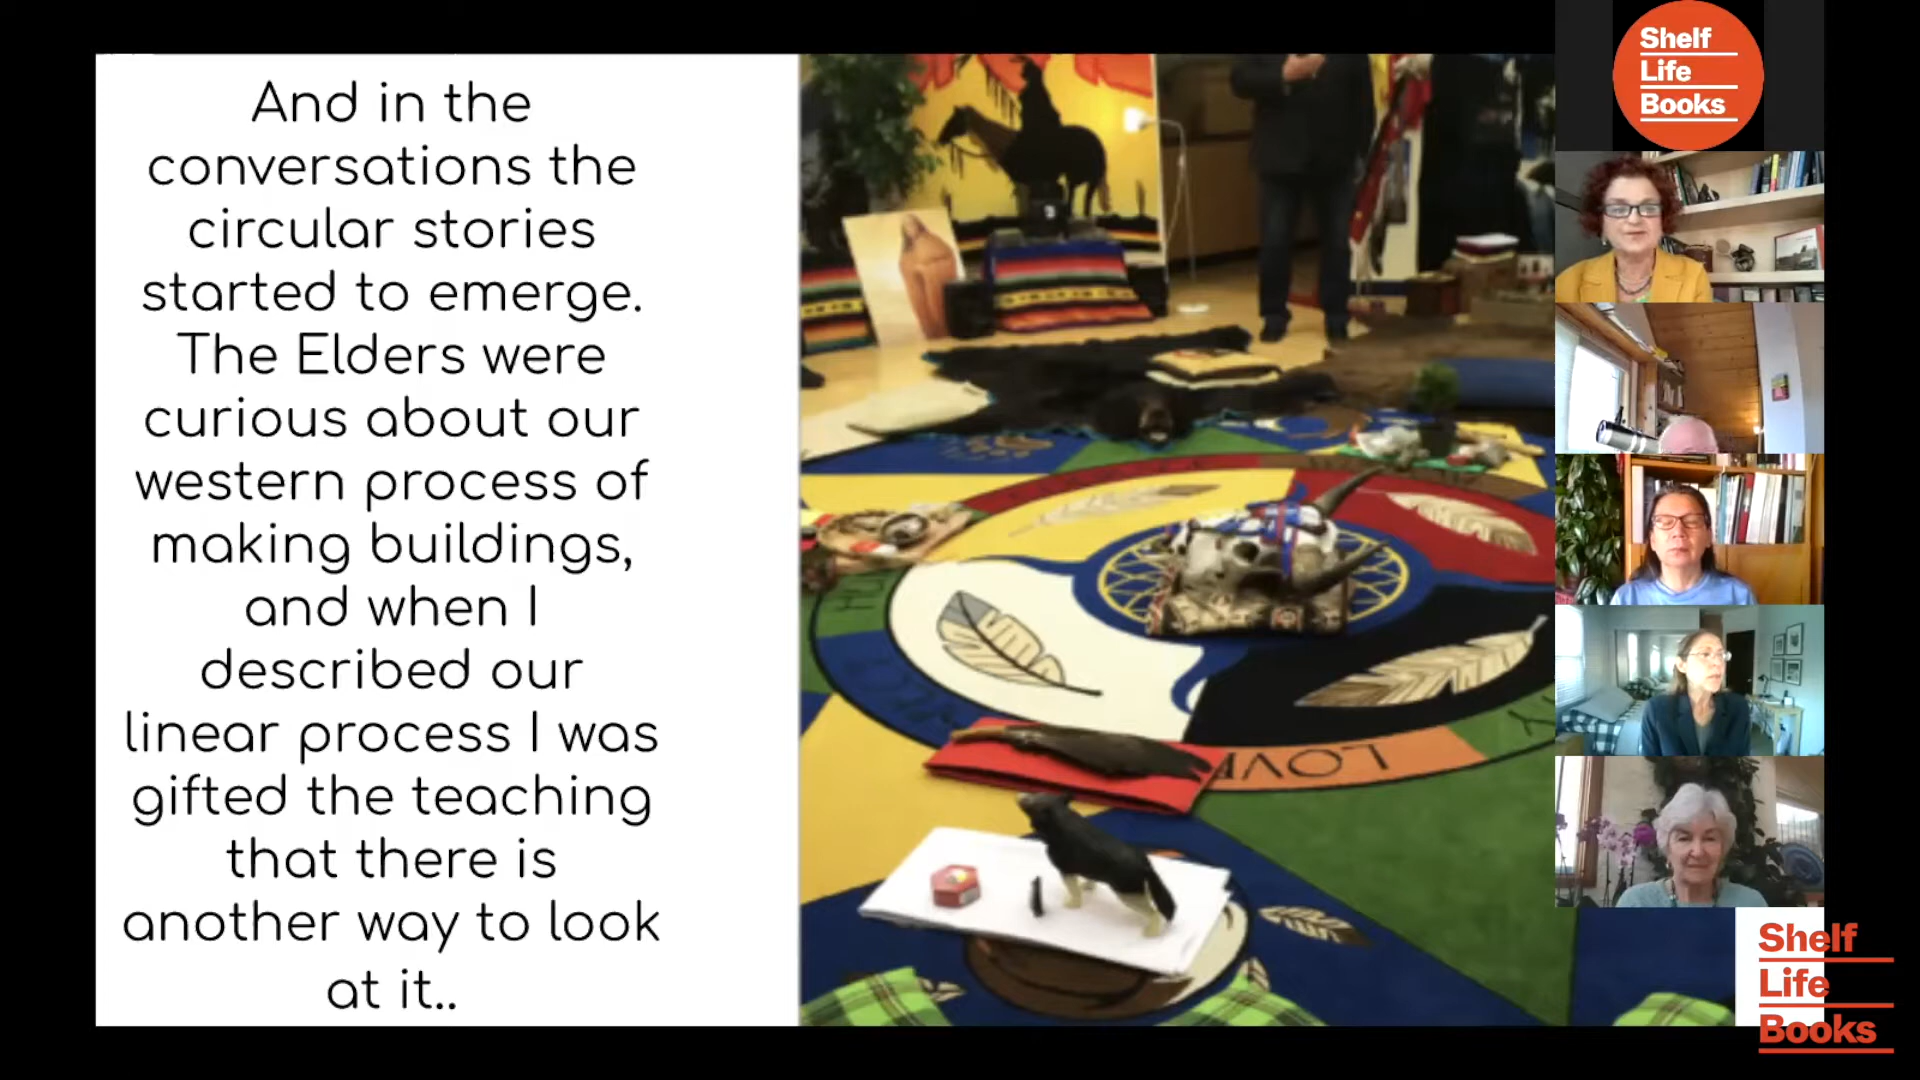 And in the
conversations the
circular stories
started to emerge.
The Elders were
curious about our
western process of
making buildings,
and when I
described our
linear process I was
gifted the teaching
that there is
another way to look
at it..
LOVE
Shelf
Life
Books
Shelf
Life
Books